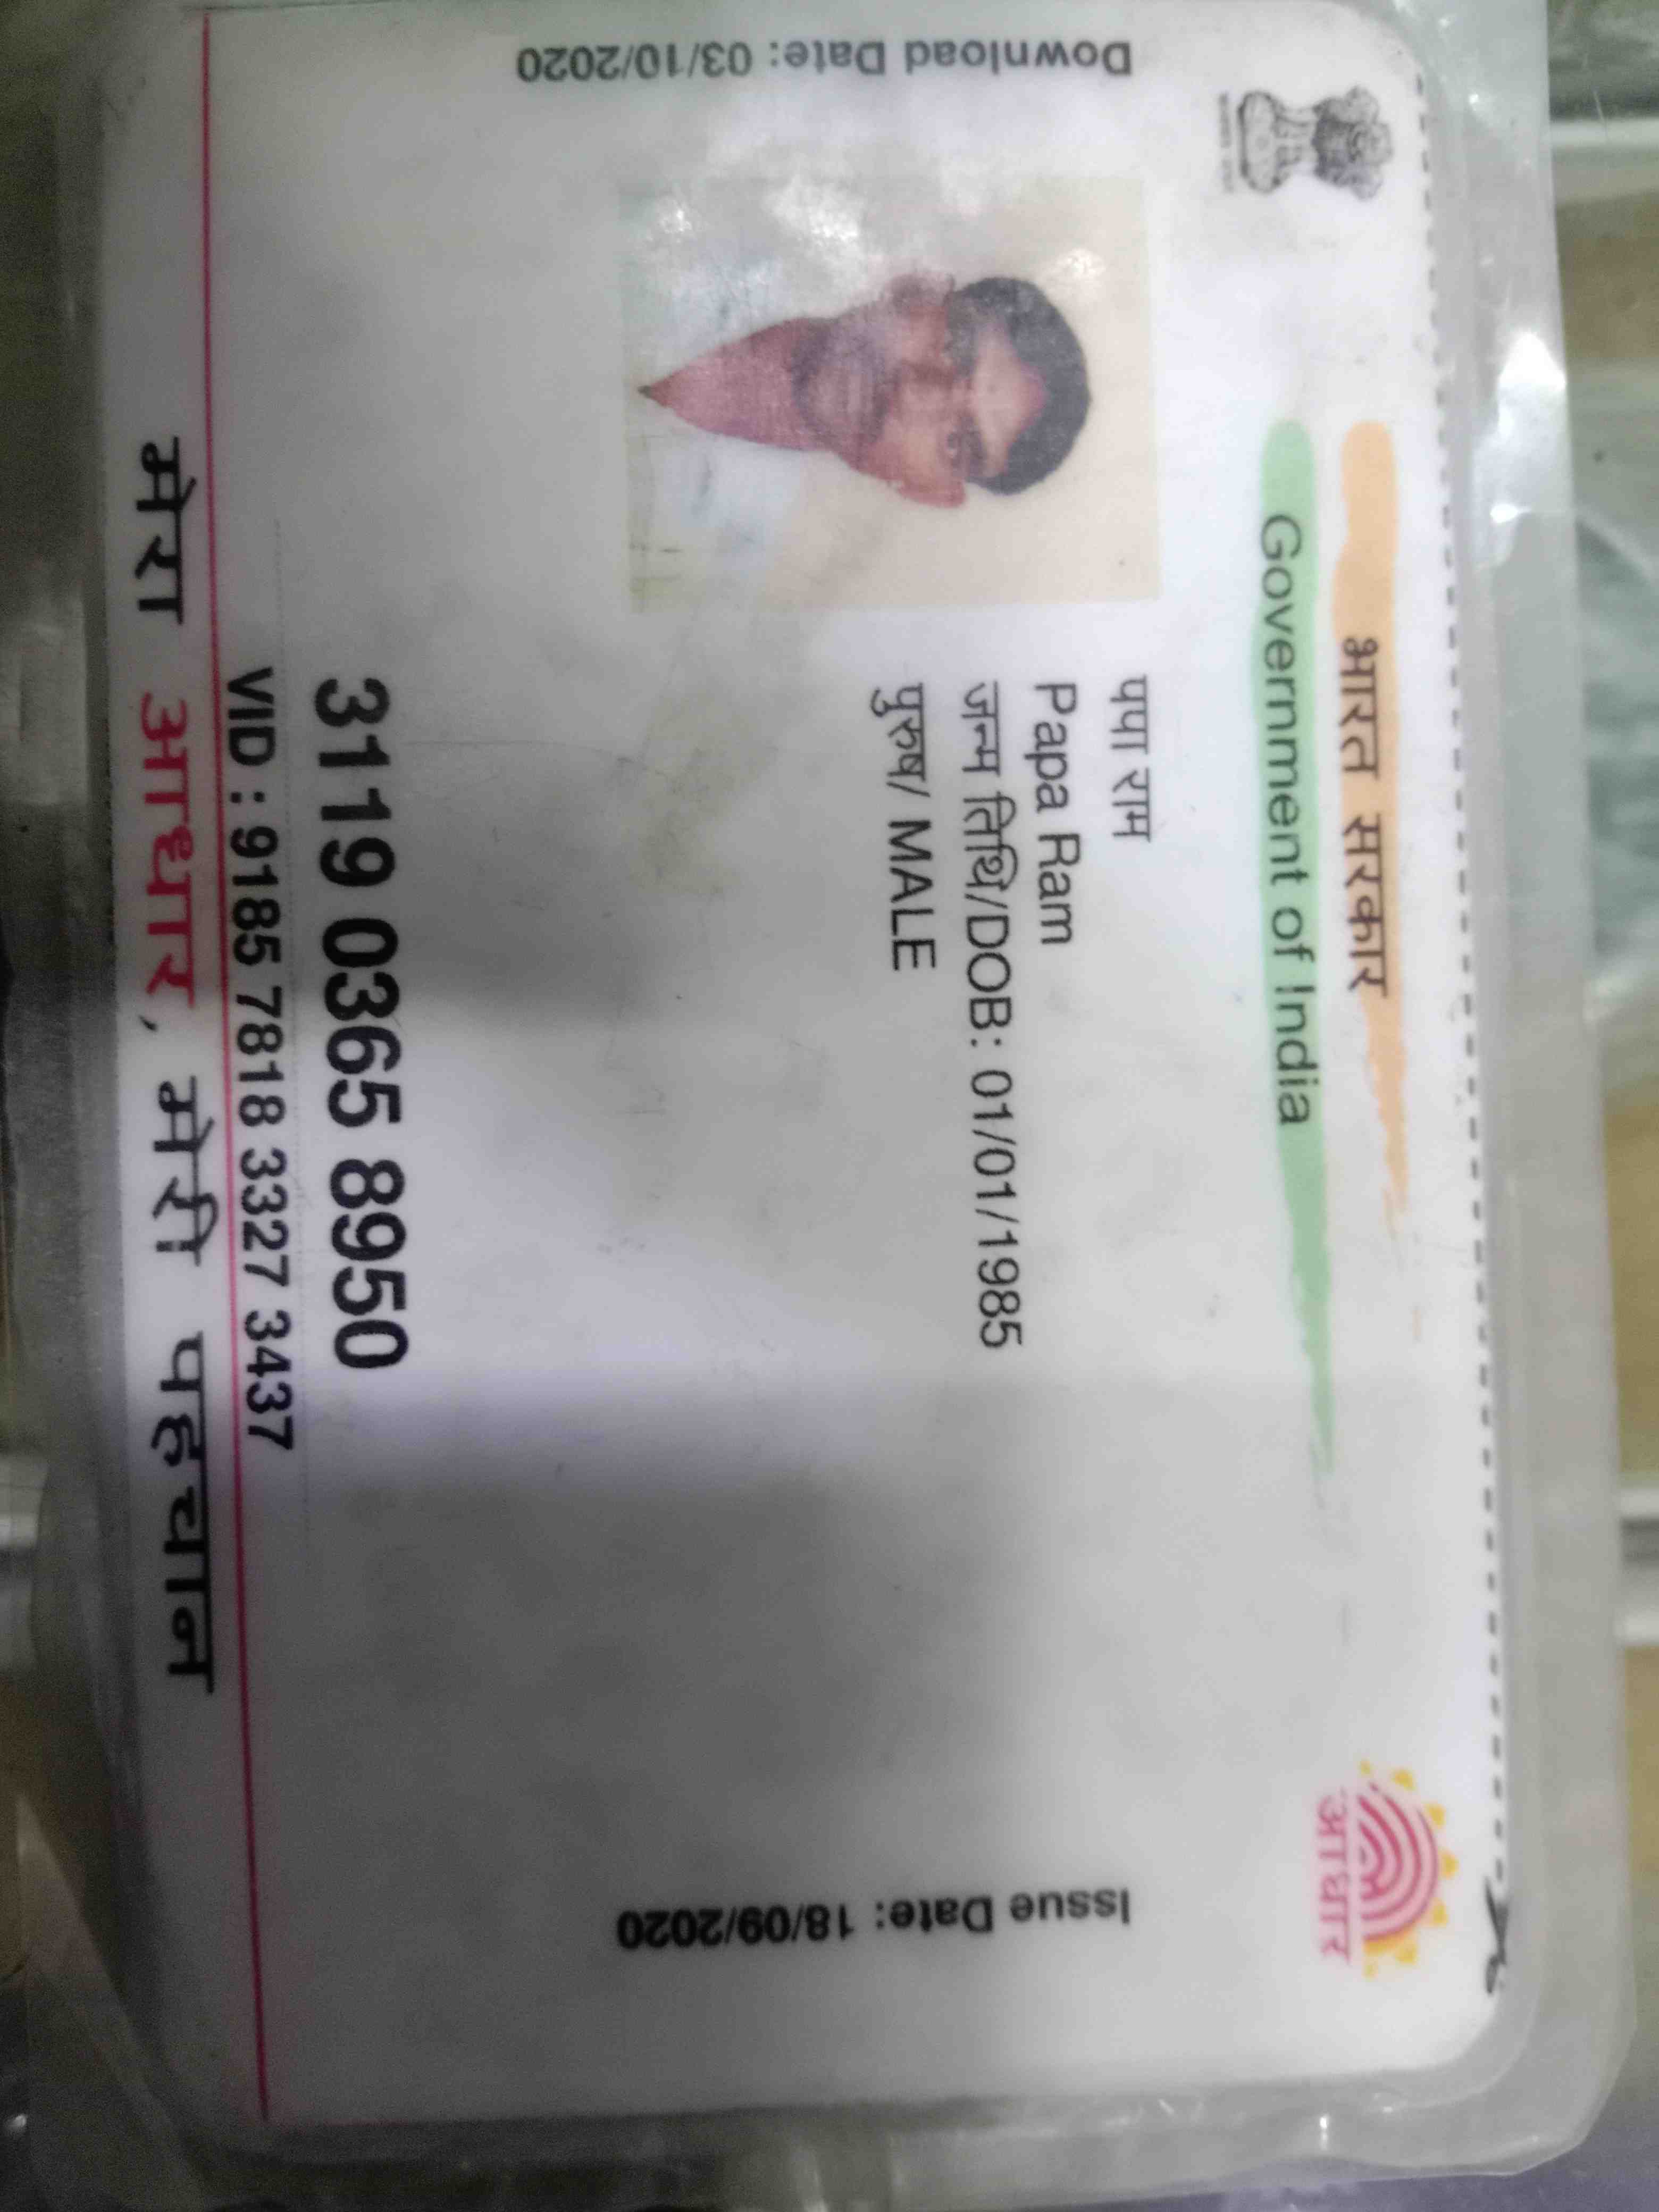 भारत सरकार
Government of India
आधार
Download Date: 03/10/2020
पपा राम
Papa Ram
जन्म तिथि/DOB: 01/01/1985
पुरुष/ MALE
Issue Date: 18/09/2020
3119 0365 8950
VID : 9185 7818 3327 3437
मेरा आधार, मेरी पहचान